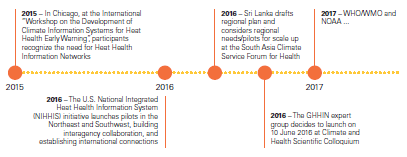 2015 – In Chicago, at the International
"Workshop on the Development of
Climate Information Systems for Heat
Health Early Warning", participants
recognize the need for Heat Health
Information Networks
2016 – Sri Lanka drafts
regional plan and
considers regional
needs/pilots for scale up
at the South Asia Climate
Service Forum for Health
2017 – WHO/WMO and
NOAA ...
2015
2016
2017
2016 – The U.S. National Integrated
Heat Health Information System
(NIHHIS) initiative launches pilots in the
Northeast and Southwest, building
interagency collaboration, and
establishing international connections
2016 – The GHHIN expert
group decides to launch on
10 June 2016 at Climate and
Health Scientific Colloquium